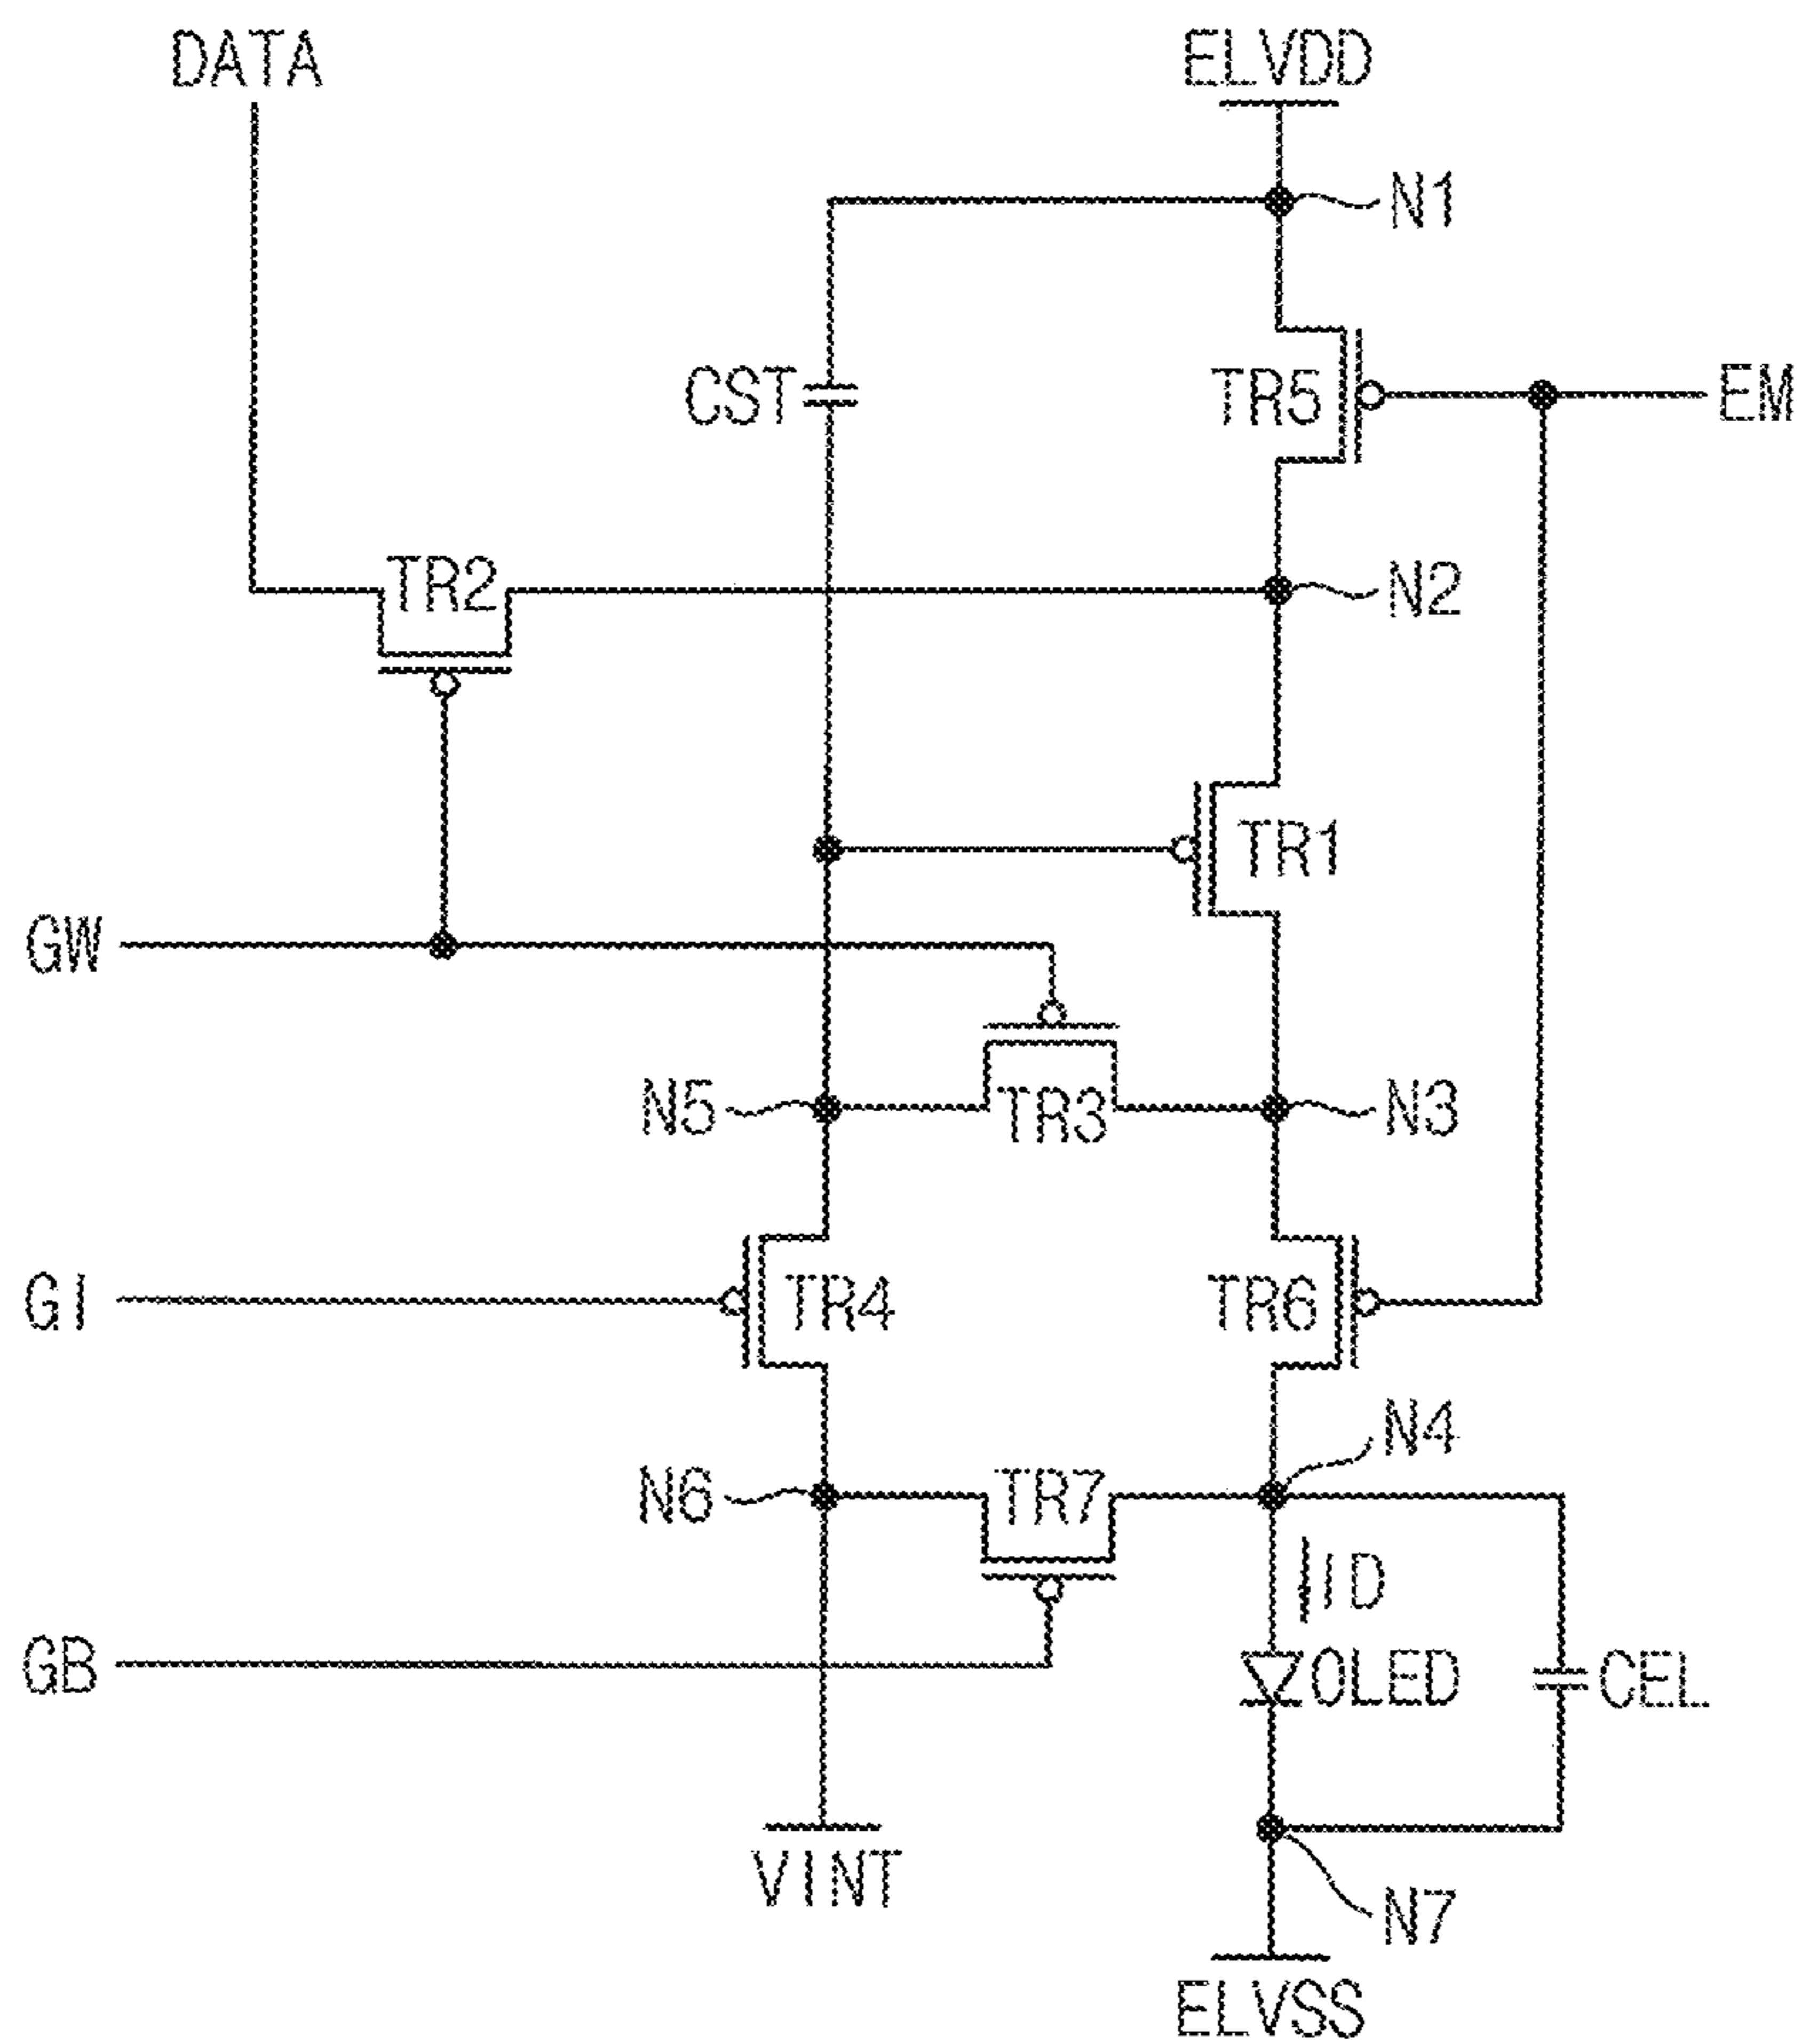 DATA
ELVDD
N1
CST
TR5
EM
TR2
N2
TR1
GW
N5
TR3
N3
GI
TR4
TR6
N4
N6
TR7
ID
GB
OLED
CEL
VINT
N7
ELVSS